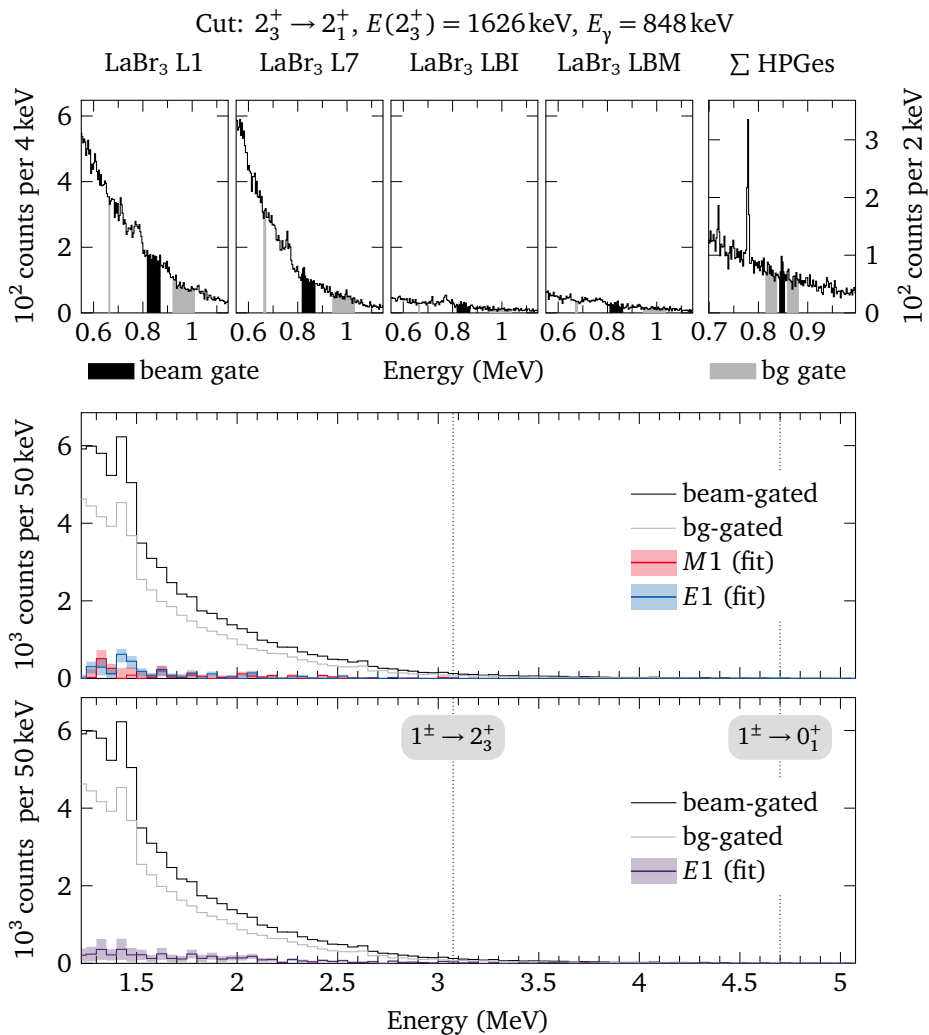 Cut: 2₃⁺ → 2₁⁺, E(2₃⁺) = 1626 keV, Eᵧ = 848 keV
LaBr₃ L1 LaBr₃ L7 LaBr₃ LBI LaBr₃ LBM ∑ HPGes
10² counts per 4 keV
6
4
2
0
0.6 0.8 1 0.6 0.8 1 0.6 0.8 1 0.6 0.8 1 0.7 0.8 0.9
3
2
1
0
10² counts per 2 keV
beam gate Energy (MeV) bg gate
10³ counts per 50 keV
6
4
2
0
beam-gated
bg-gated
M1 (fit)
E1 (fit)
10³ counts per 50 keV
6
4
2
0
1± → 2₃⁺ 1± → 0₁⁺
beam-gated
bg-gated
E1 (fit)
1.5 2 2.5 3 3.5 4 4.5 5
Energy (MeV)